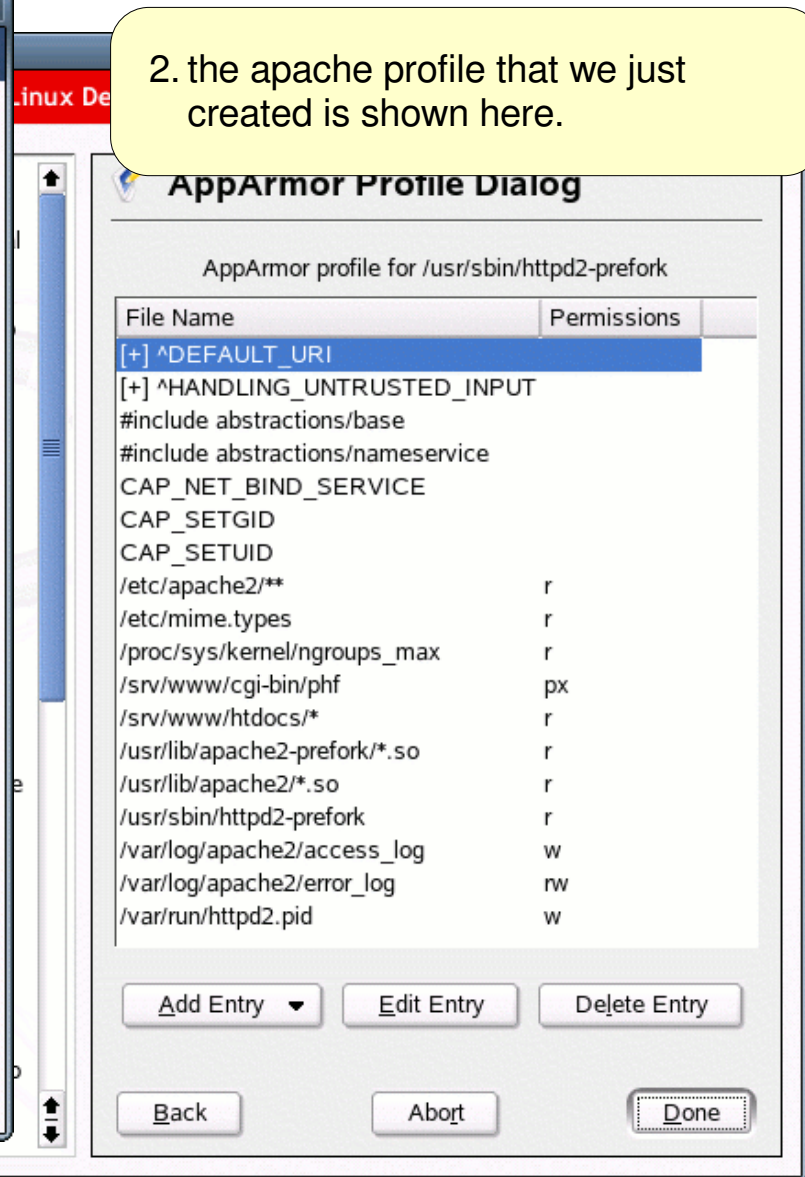 2. the apache profile that we just
created is shown here.
Linux De
AppArmor Profile Dialog
AppArmor profile for /usr/sbin/httpd2-prefork
File Name Permissions
[+] ^DEFAULT_URI
[+] ^HANDLING_UNTRUSTED_INPUT
#include abstractions/base
#include abstractions/nameservice
CAP_NET_BIND_SERVICE
CAP_SETGID
CAP_SETUID
/etc/apache2/** r
/etc/mime.types r
/proc/sys/kernel/ngroups_max r
/srv/www/cgi-bin/phf px
/srv/www/htdocs/* r
/usr/lib/apache2-prefork/*.so r
/usr/lib/apache2/*.so r
/usr/sbin/httpd2-prefork r
/var/log/apache2/access_log w
/var/log/apache2/error_log rw
/var/run/httpd2.pid w
Add Entry Edit Entry Delete Entry
Back Abort Done